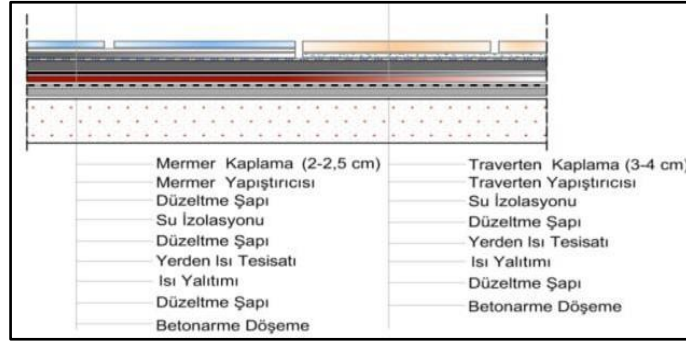 Mermer Kaplama (2-2,5 cm)
Mermer Yapıştırıcısı
Düzeltme Şapı
Su İzolasyonu
Düzeltme Şapı
Yerden Isı Tesisatı
Isı Yalıtımı
Düzeltme Şapı
Betonarme Döşeme
Traverten Kaplama (3-4 cm)
Traverten Yapıştırıcısı
Su İzolasyonu
Düzeltme Şapı
Yerden Isı Tesisatı
Isı Yalıtımı
Düzeltme Şapı
Betonarme Döşeme